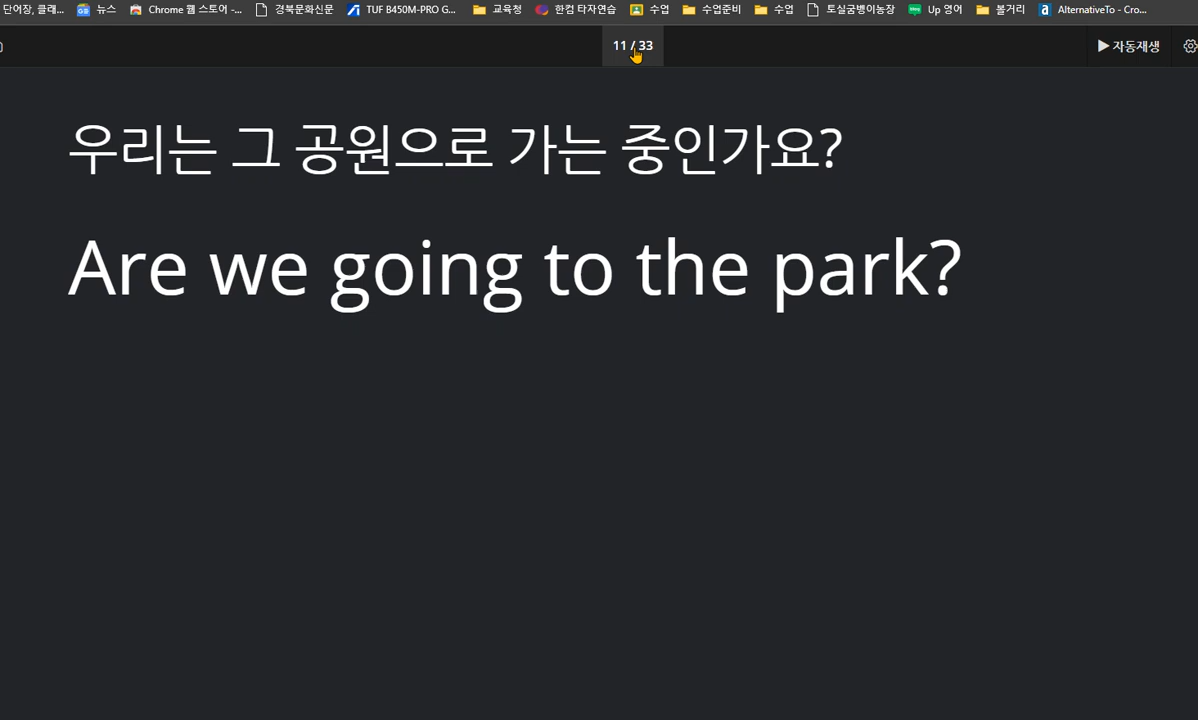 단어장, 클래... 뉴스 Chrome 웹 스토어 -... 경북문화신문 TUF B450M-PRO G... 교육청 한컴 타자연습 수업 수업준비 수업 토실굼벵이농장 Up 영어 볼거리 AlternativeTo - Cro...
11 / 33 자동재생
우리는 그 공원으로 가는 중인가요?
Are we going to the park?